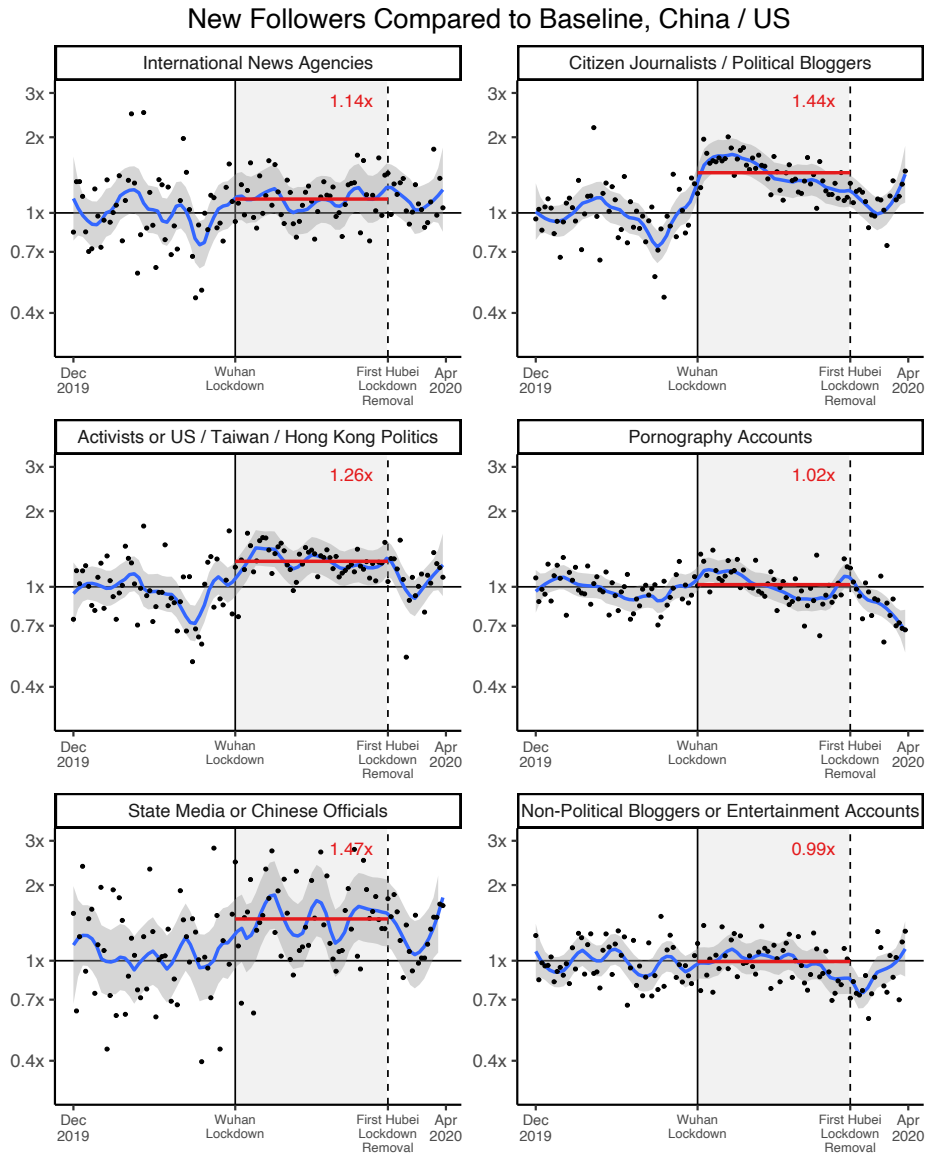 New Followers Compared to Baseline, China / US
International News Agencies
3x
2x
1x
0.7x
0.4x
1.14x
Dec
2019
Wuhan
Lockdown
First Hubei
Lockdown
Removal
Apr
2020
Citizen Journalists / Political Bloggers
3x
2x
1x
0.7x
0.4x
1.44x
Dec
2019
Wuhan
Lockdown
First Hubei
Lockdown
Removal
Apr
2020
Activists or US / Taiwan / Hong Kong Politics
3x
2x
1x
0.7x
0.4x
1.26x
Dec
2019
Wuhan
Lockdown
First Hubei
Lockdown
Removal
Apr
2020
Pornography Accounts
3x
2x
1x
0.7x
0.4x
1.02x
Dec
2019
Wuhan
Lockdown
First Hubei
Lockdown
Removal
Apr
2020
State Media or Chinese Officials
3x
2x
1x
0.7x
0.4x
1.47x
Dec
2019
Wuhan
Lockdown
First Hubei
Lockdown
Removal
Apr
2020
Non-Political Bloggers or Entertainment Accounts
3x
2x
1x
0.7x
0.4x
0.99x
Dec
2019
Wuhan
Lockdown
First Hubei
Lockdown
Removal
Apr
2020